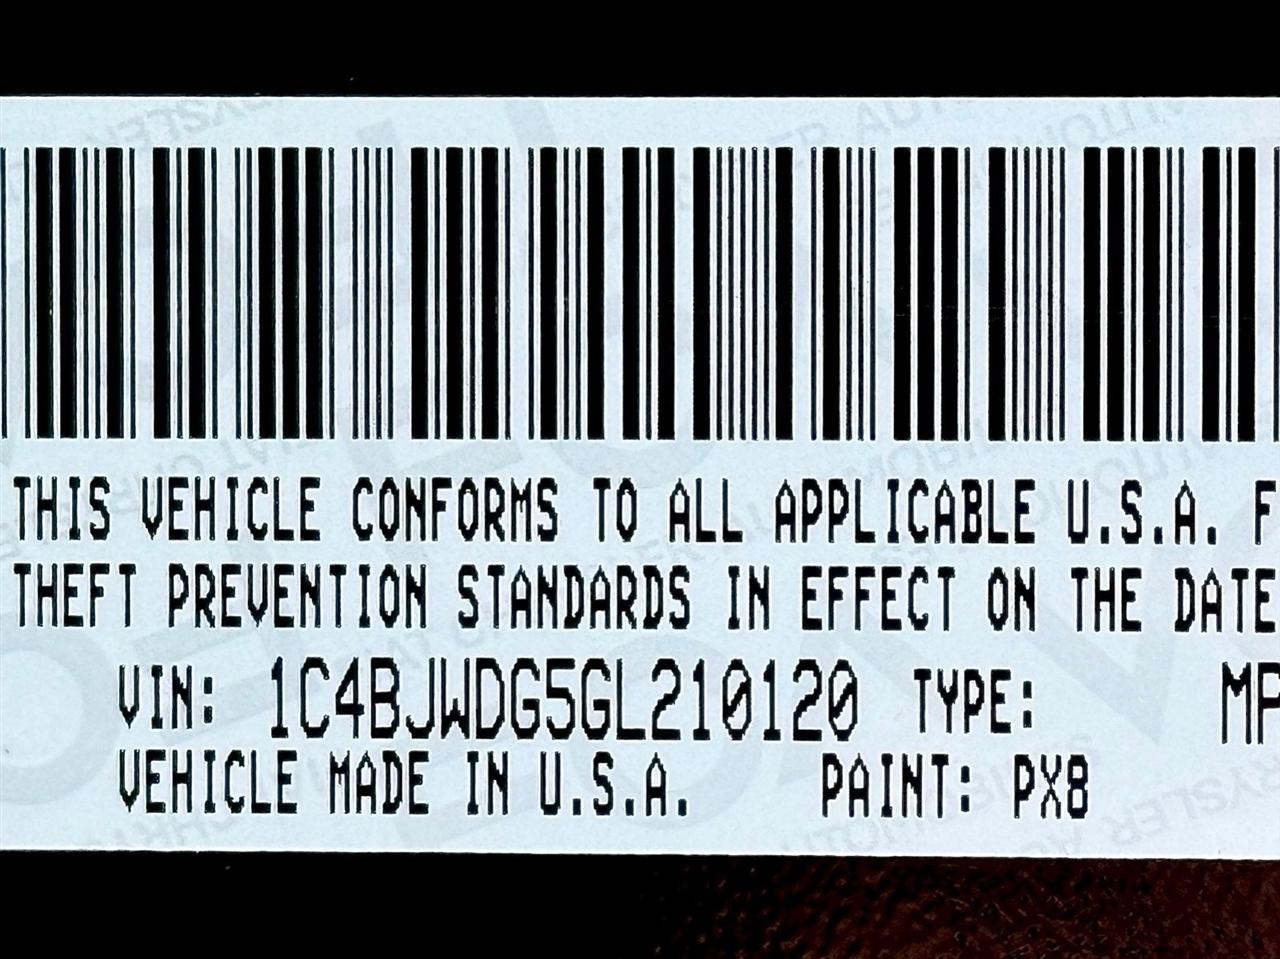 THIS VEHICLE CONFORMS TO ALL APPLICABLE U.S.A. F
THEFT PREVENTION STANDARDS IN EFFECT ON THE DATE
VIN: 1C4BJWDG5GL210120 TYPE: MP
VEHICLE MADE IN U.S.A. PAINT: PX8